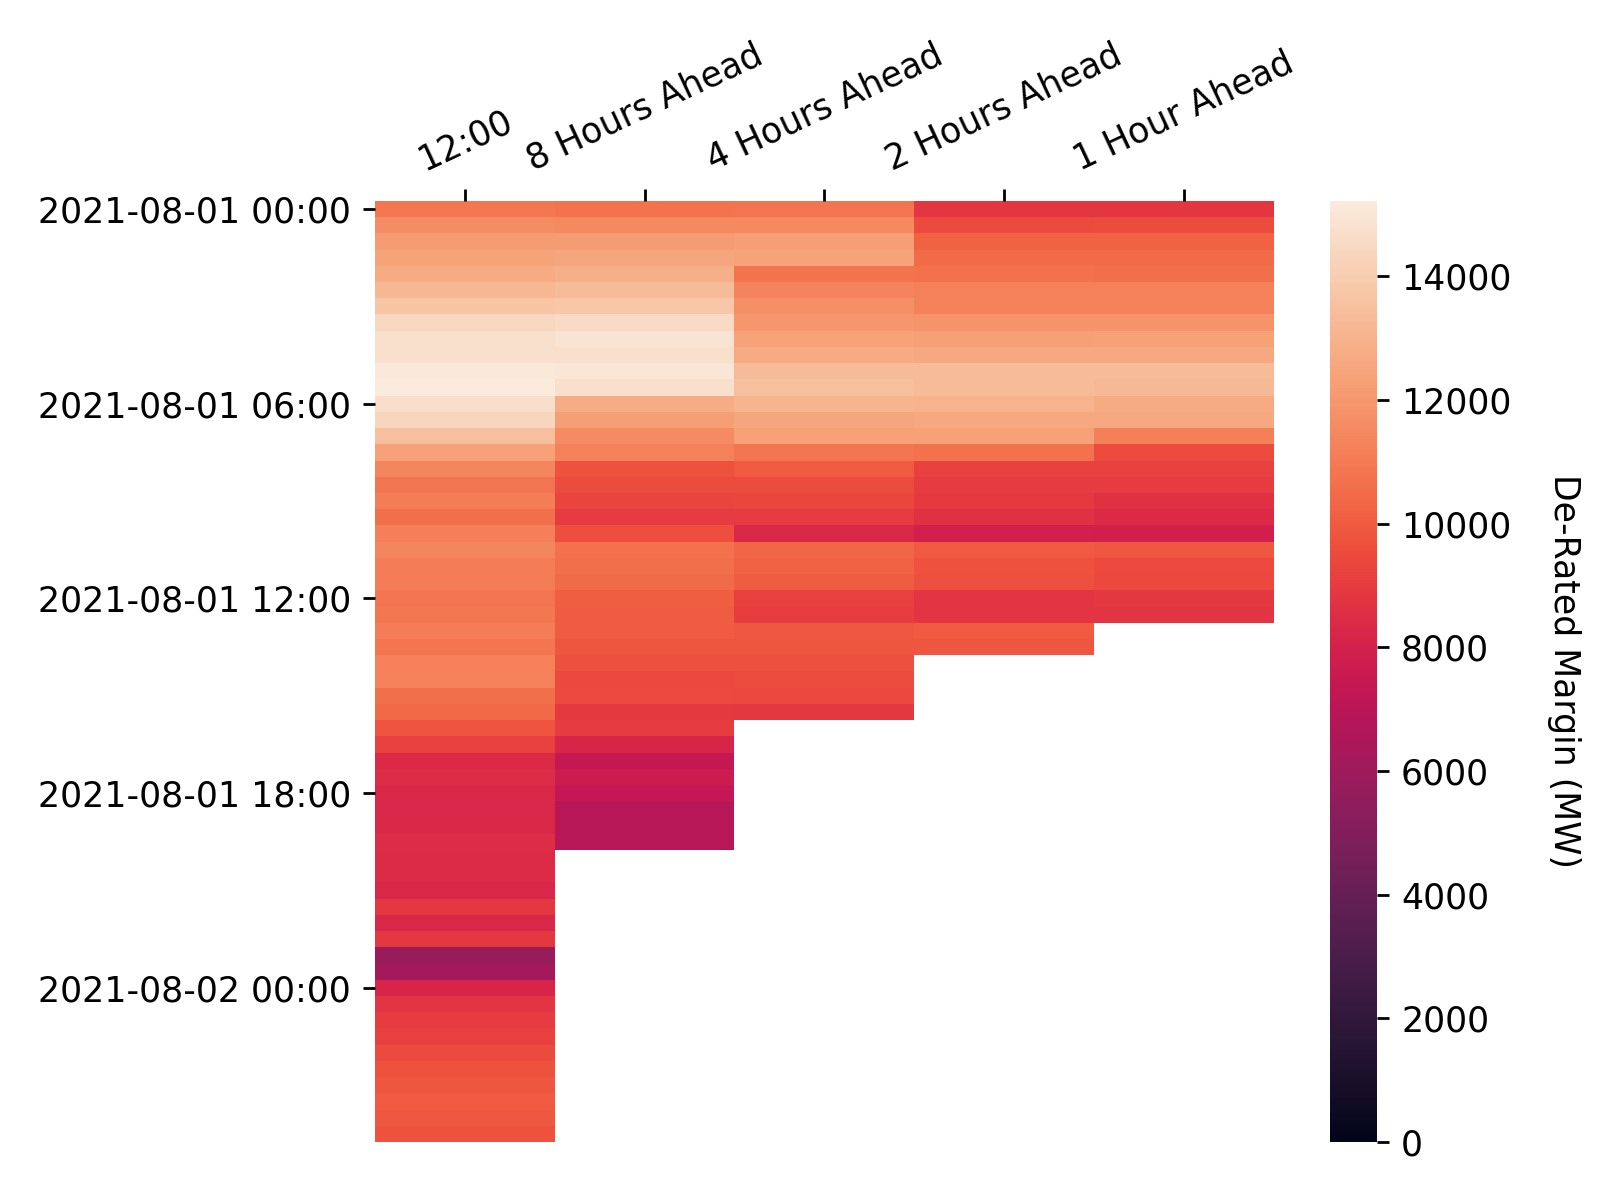 12:00
8 Hours Ahead
4 Hours Ahead
2 Hours Ahead
1 Hour Ahead
2021-08-01 00:00
2021-08-01 06:00
2021-08-01 12:00
2021-08-01 18:00
2021-08-02 00:00
14000
12000
10000
8000
6000
4000
2000
0
De-Rated Margin (MW)